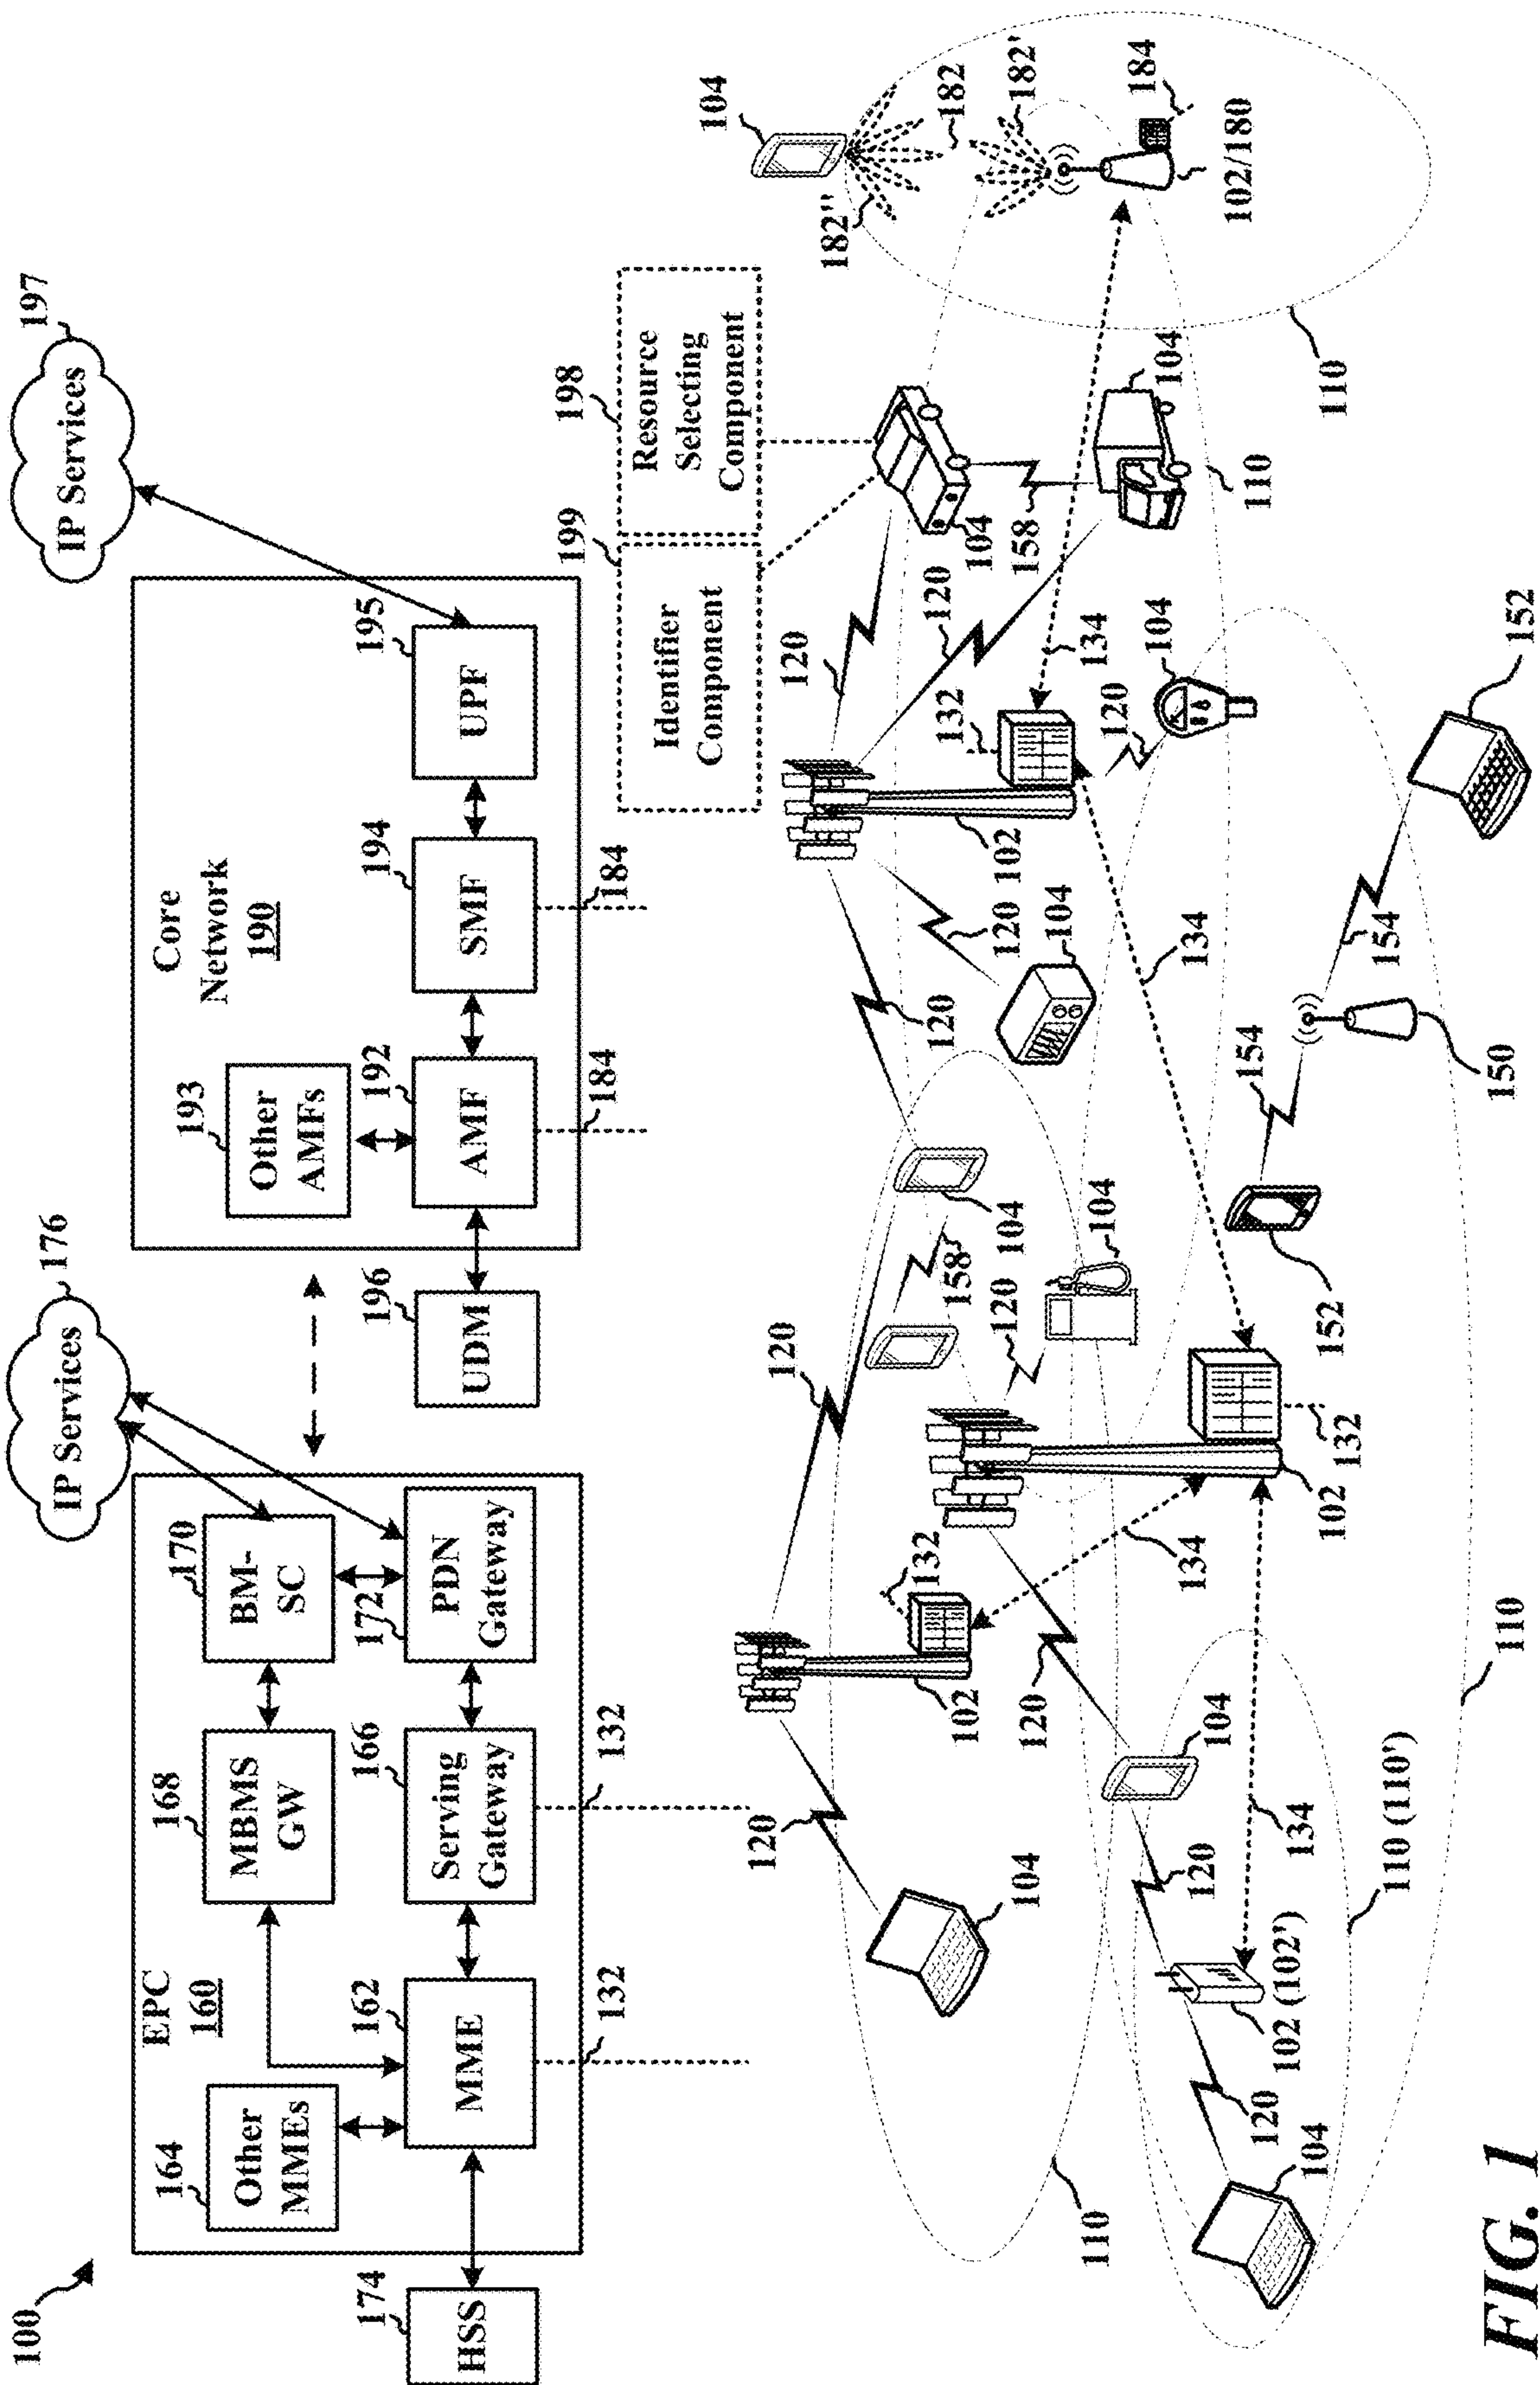 100
EPC
160
164
Other
MMEs
168
MBMS
GW
170
BM-
SC
176
IP Services
174
HSS
162
MME
166
Serving
Gateway
172
PDN
Gateway
132
132
Core
Network
190
193
Other
AMFs
196
UDM
192
AMF
194
SMF
195
UPF
197
IP Services
184
184
199
Identifier
Component
198
Resource
Selecting
Component
104
182''
182
182'
184
102/180
110
120
104
158
120
104
110
134
132
102
120
104
120
104
120
120
104
158
120
104
134
132
102
120
104
110
134
132
102
120
104
120
102 (102')
120
104
134
110 (110')
110
152
154
150
154
152
FIG. 1